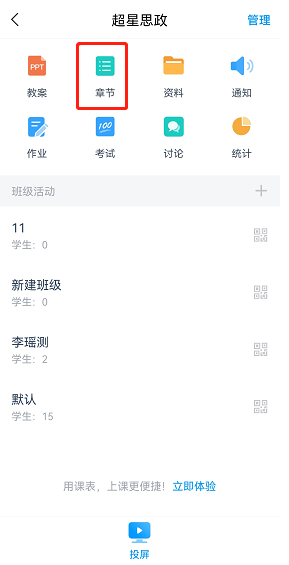 超星思政 管理
PPT 100
教案 章节 资料 通知
作业 考试 讨论 统计
班级活动
11
学生：0
新建班级
学生：0
李瑶测
学生：2
默认
学生：15
用课表，上课更便捷！立即体验
投屏